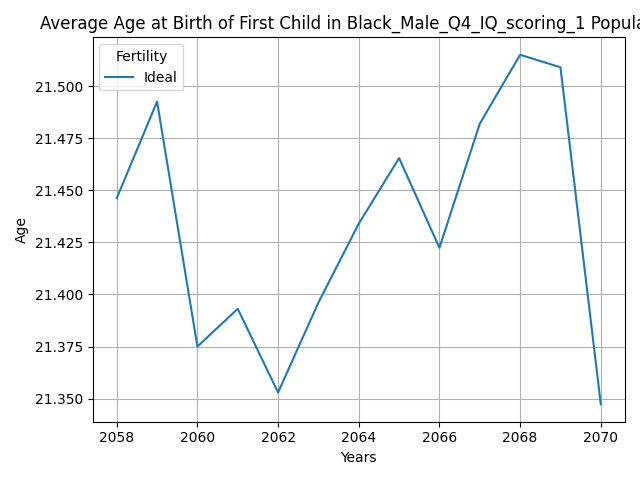 Average Age at Birth of First Child in Black_Male_Q4_IQ_scoring_1 Popula
Fertility
Ideal
21.500
21.475
21.450
21.425
21.400
21.375
21.350
Age
2058 2060 2062 2064 2066 2068 2070
Years